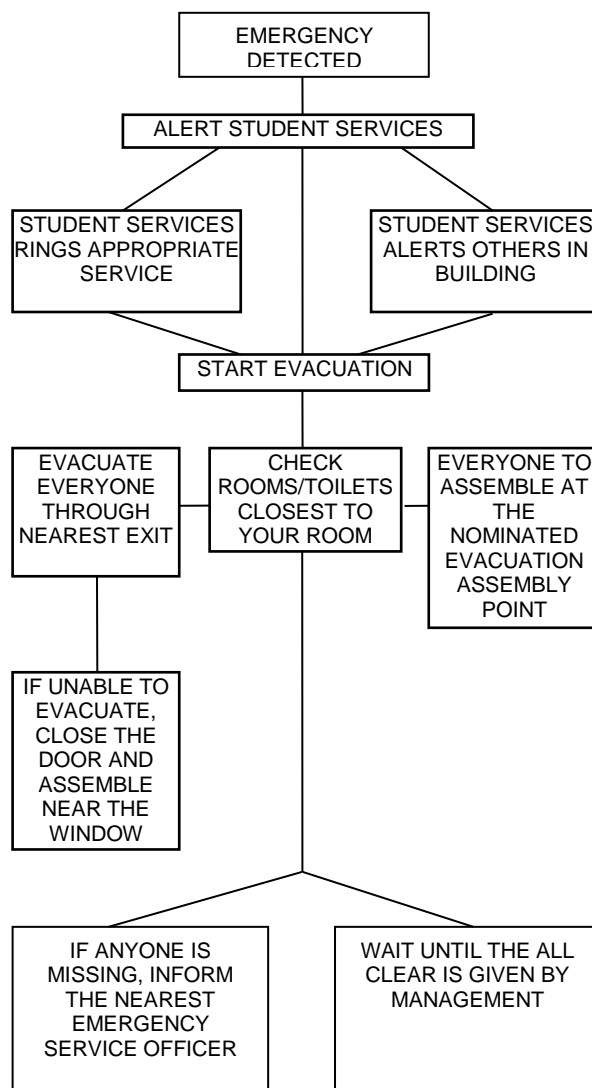 EMERGENCY
DETECTED
ALERT STUDENT SERVICES
STUDENT SERVICES
RINGS APPROPRIATE
SERVICE
STUDENT SERVICES
ALERTS OTHERS IN
BUILDING
START EVACUATION
EVACUATE
EVERYONE
THROUGH
NEAREST EXIT
CHECK
ROOMS/TOILETS
CLOSEST TO
YOUR ROOM
EVERYONE TO
ASSEMBLE AT
THE
NOMINATED
EVACUATION
ASSEMBLY
POINT
IF UNABLE TO
EVACUATE,
CLOSE THE
DOOR AND
ASSEMBLE
NEAR THE
WINDOW
IF ANYONE IS
MISSING, INFORM
THE NEAREST
EMERGENCY
SERVICE OFFICER
WAIT UNTIL THE ALL
CLEAR IS GIVEN BY
MANAGEMENT